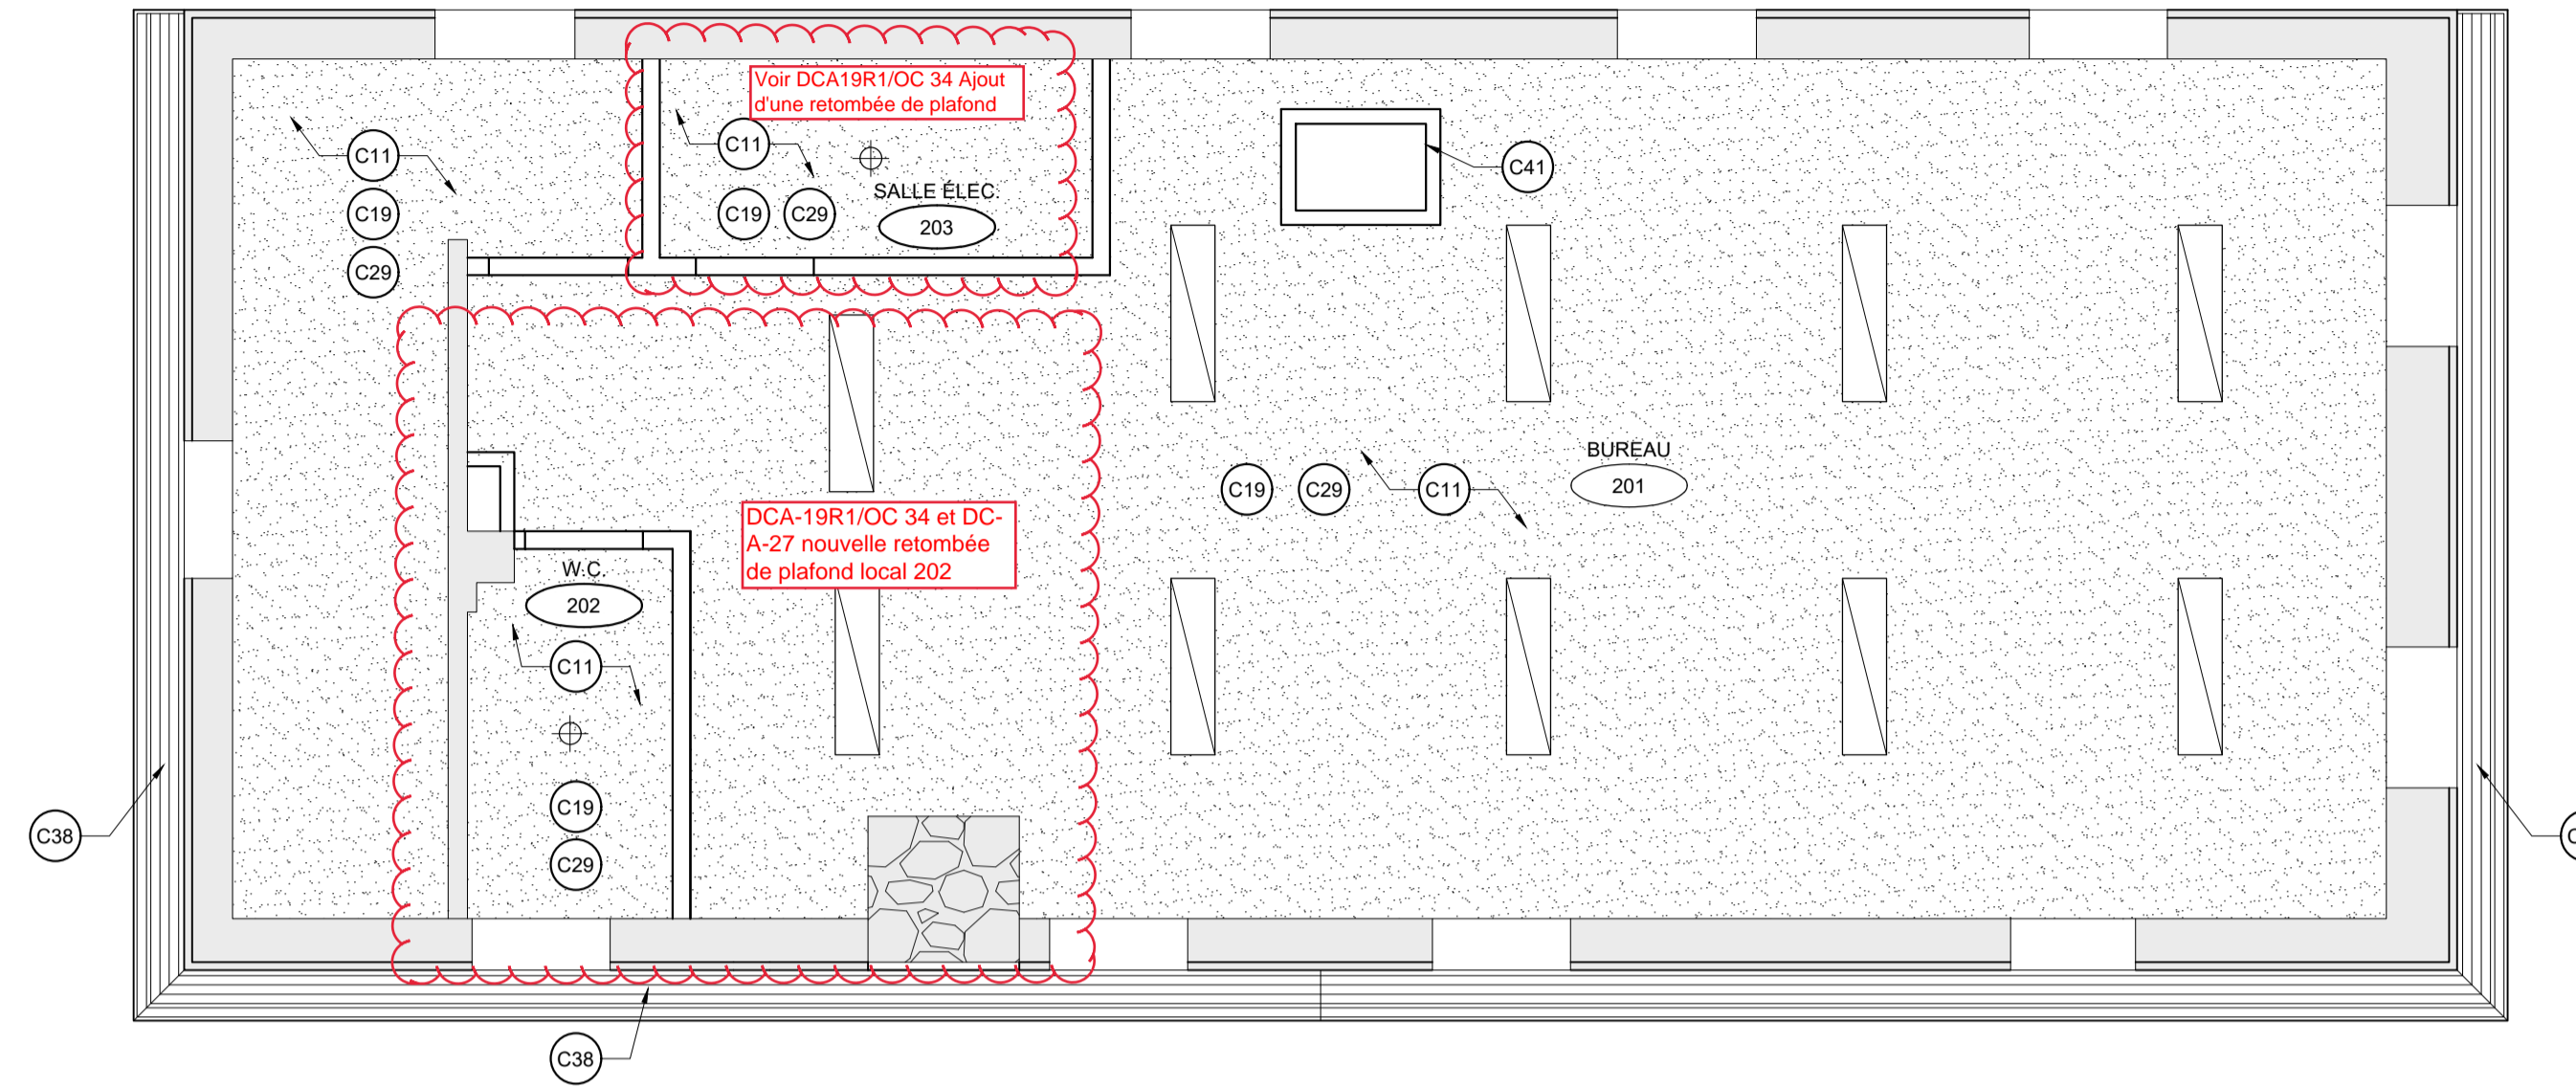 Voir DCA19R1/OC 34 Ajout
d'une retombée de plafond
C11
C19
C29
C11
C19
C29
SALLE ÉLEC.
203
C41
BUREAU
201
C19
C29
C11
DCA-19R1/OC 34 et DC-
A-27 nouvelle retombée
de plafond local 202
W.C.
202
C11
C19
C29
C38
C38